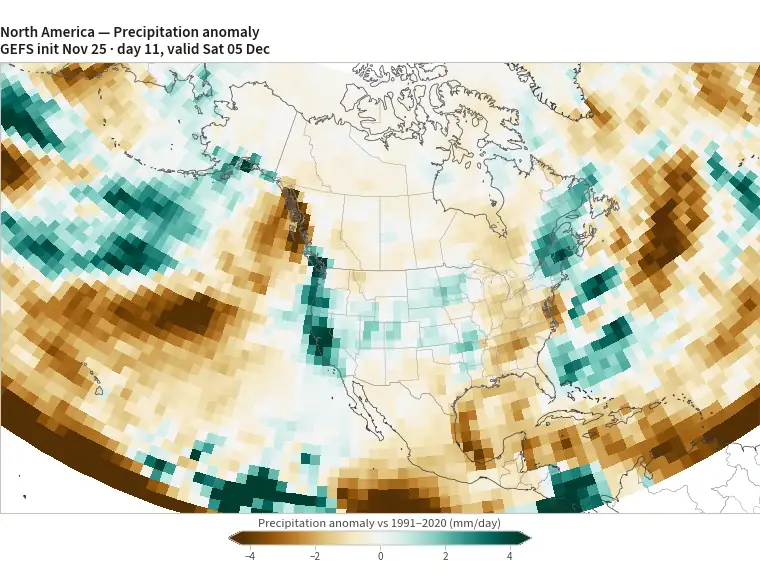 North America — Precipitation anomaly
GEFS init Nov 25 · day 11, valid Sat 05 Dec
Precipitation anomaly vs 1991–2020 (mm/day)
−4 −2 0 2 4